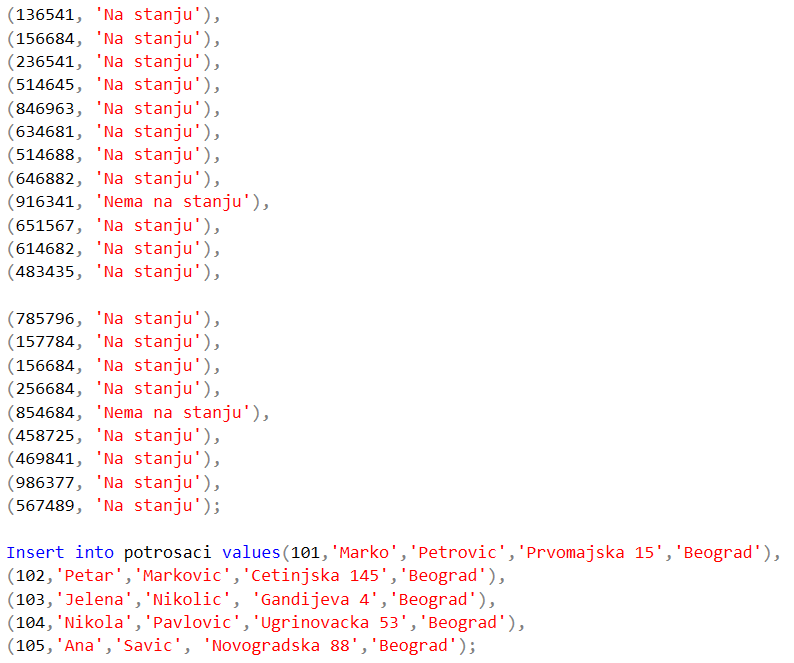 (136541, 'Na stanju'),
(156684, 'Na stanju'),
(236541, 'Na stanju'),
(514645, 'Na stanju'),
(846963, 'Na stanju'),
(634681, 'Na stanju'),
(514688, 'Na stanju'),
(646882, 'Na stanju'),
(916341, 'Nema na stanju'),
(651567, 'Na stanju'),
(614682, 'Na stanju'),
(483435, 'Na stanju'),
(785796, 'Na stanju'),
(157784, 'Na stanju'),
(156684, 'Na stanju'),
(256684, 'Na stanju'),
(854684, 'Nema na stanju'),
(458725, 'Na stanju'),
(469841, 'Na stanju'),
(986377, 'Na stanju'),
(567489, 'Na stanju');
Insert into potrosaci values(101,'Marko','Petrovic','Prvomajska 15','Beograd'),
(102,'Petar','Markovic','Cetinjska 145','Beograd'),
(103,'Jelena','Nikolic', 'Gandijeva 4','Beograd'),
(104,'Nikola','Pavlovic','Ugrinovacka 53','Beograd'),
(105,'Ana','Savic', 'Novogradska 88','Beograd');